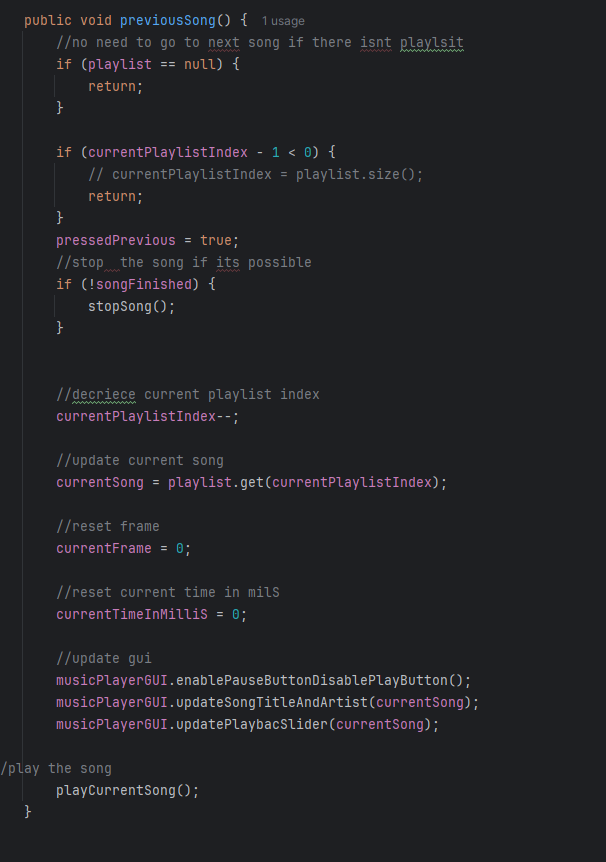 public void previousSong() { 1 usage
//no need to go to next song if there isnt playlsit
if (playlist == null) {
return;
}
if (currentPlaylistIndex - 1 < 0) {
// currentPlaylistIndex = playlist.size();
return;
}
pressedPrevious = true;
//stop  the song if its possible
if (!songFinished) {
stopSong();
}
//decriece current playlist index
currentPlaylistIndex--;
//update current song
currentSong = playlist.get(currentPlaylistIndex);
//reset frame
currentFrame = 0;
//reset current time in milS
currentTimeInMilliS = 0;
//update gui
musicPlayerGUI.enablePauseButtonDisablePlayButton();
musicPlayerGUI.updateSongTitleAndArtist(currentSong);
musicPlayerGUI.updatePlaybacSlider(currentSong);
/play the song
playCurrentSong();
}